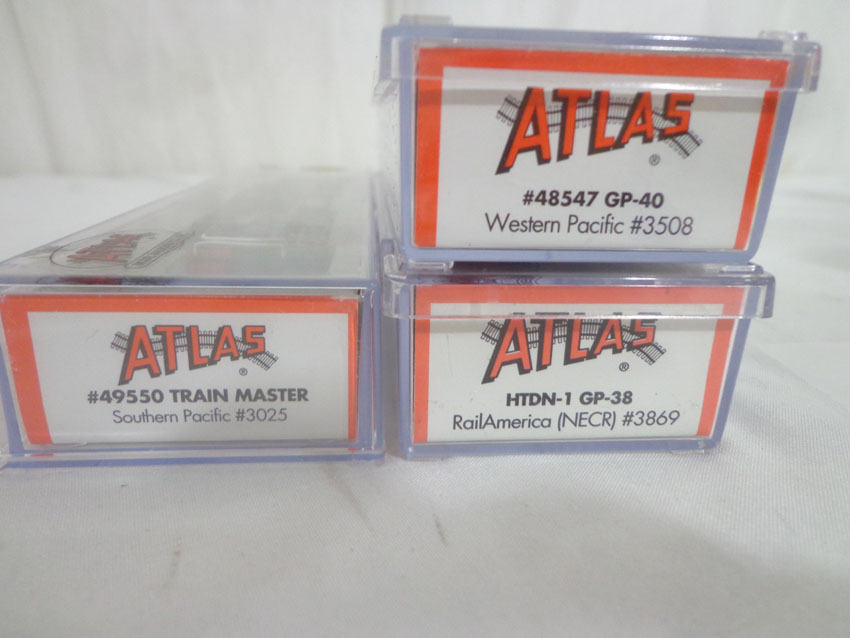 ATLAS
®
#48547 GP-40
Western Pacific #3508
ATLAS
ATLAS
®
#49550 TRAIN MASTER
Southern Pacific #3025
ATLAS
®
HTDN-1 GP-38
RailAmerica (NECR) #3869